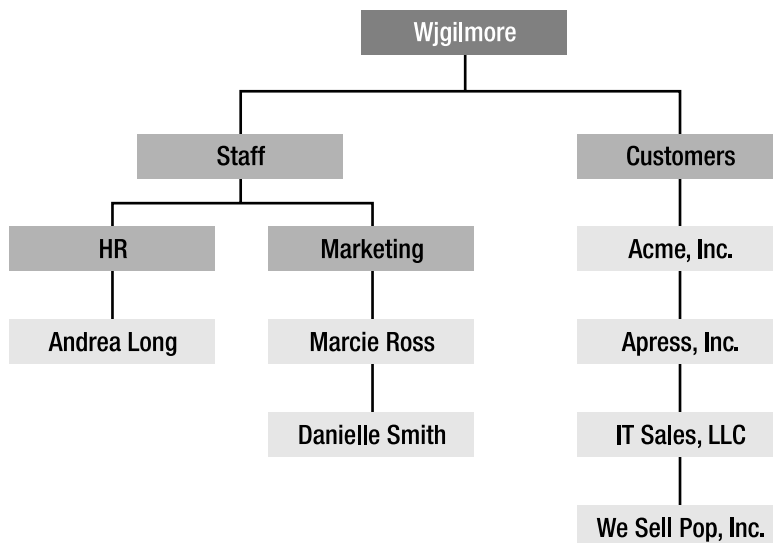 Wjgilmore
Staff
Customers
HR
Marketing
Acme, Inc.
Andrea Long
Marcie Ross
Apress, Inc.
Danielle Smith
IT Sales, LLC
We Sell Pop, Inc.